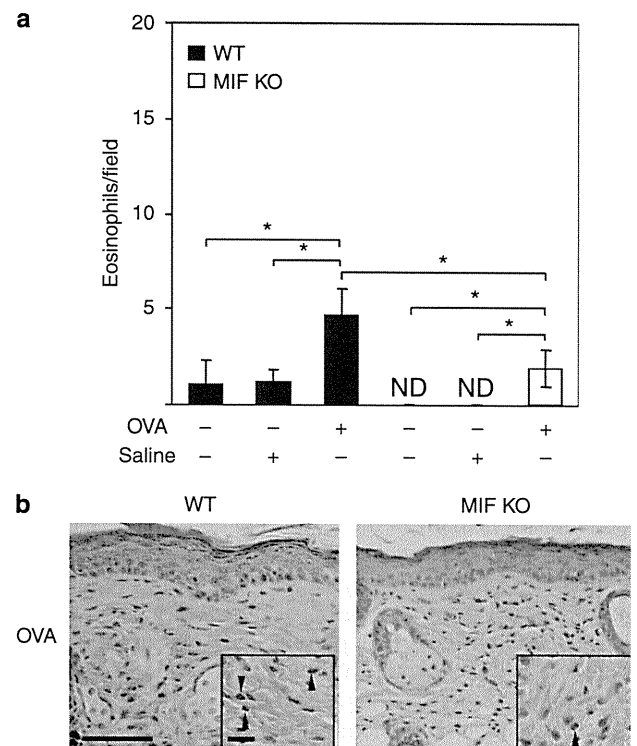 a
20
WT
MIF KO
15
Eosinophils/field
10
*
*
*
5
*
*
ND ND
OVA – – + – – +
Saline – + – – + –
b
WT MIF KO
OVA